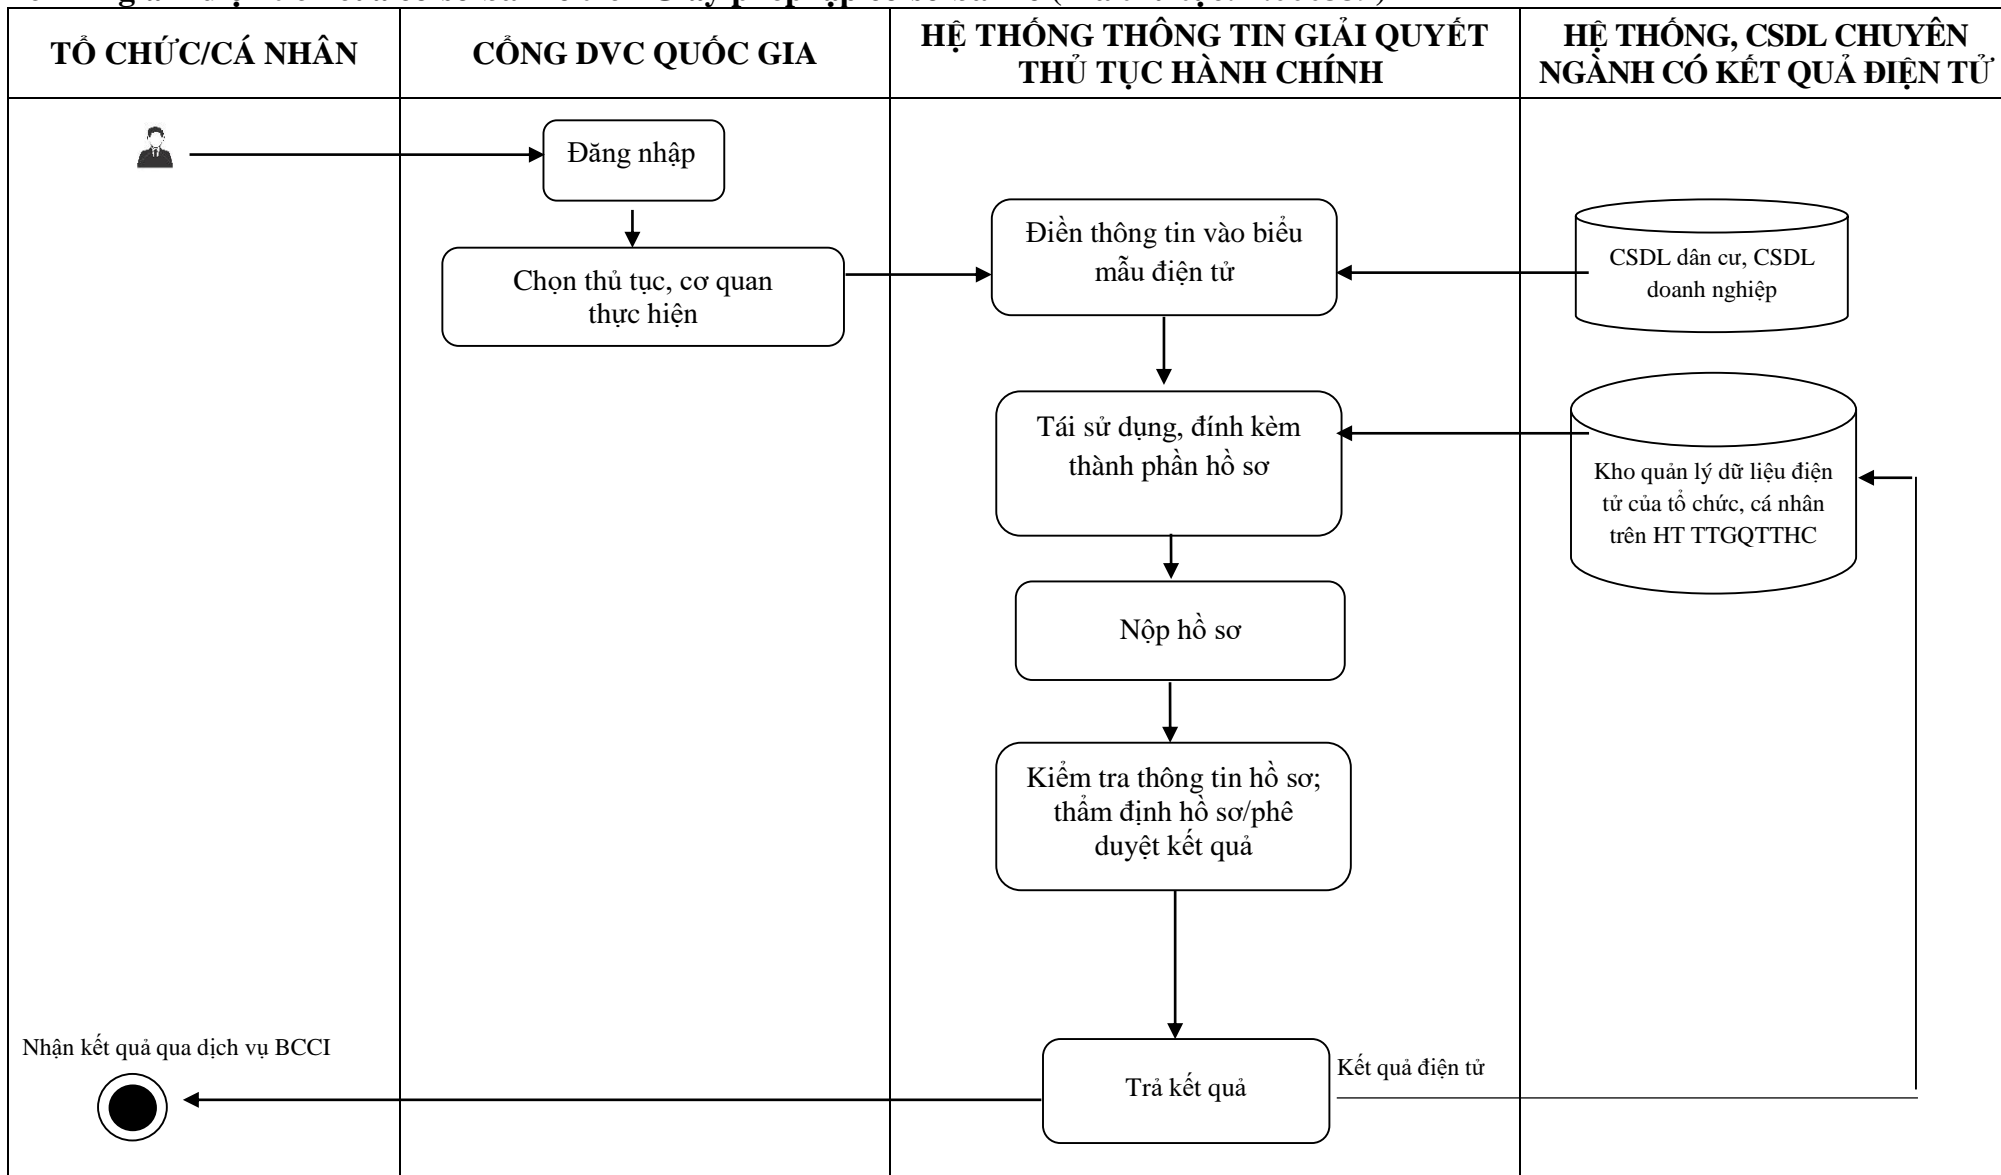 TỔ CHỨC/CÁ NHÂN
CỔNG DVC QUỐC GIA
HỆ THỐNG THÔNG TIN GIẢI QUYẾT
THỦ TỤC HÀNH CHÍNH
HỆ THỐNG, CSDL CHUYÊN
NGÀNH CÓ KẾT QUẢ ĐIỆN TỬ
Đăng nhập
Chọn thủ tục, cơ quan
thực hiện
Điền thông tin vào biểu
mẫu điện tử
CSDL dân cư, CSDL
doanh nghiệp
Tái sử dụng, đính kèm
thành phần hồ sơ
Kho quản lý dữ liệu điện
tử của tổ chức, cá nhân
trên HT TTGQTTHC
Nộp hồ sơ
Kiểm tra thông tin hồ sơ;
thẩm định hồ sơ/phê
duyệt kết quả
Nhận kết quả qua dịch vụ BCCI
Trả kết quả
Kết quả điện tử